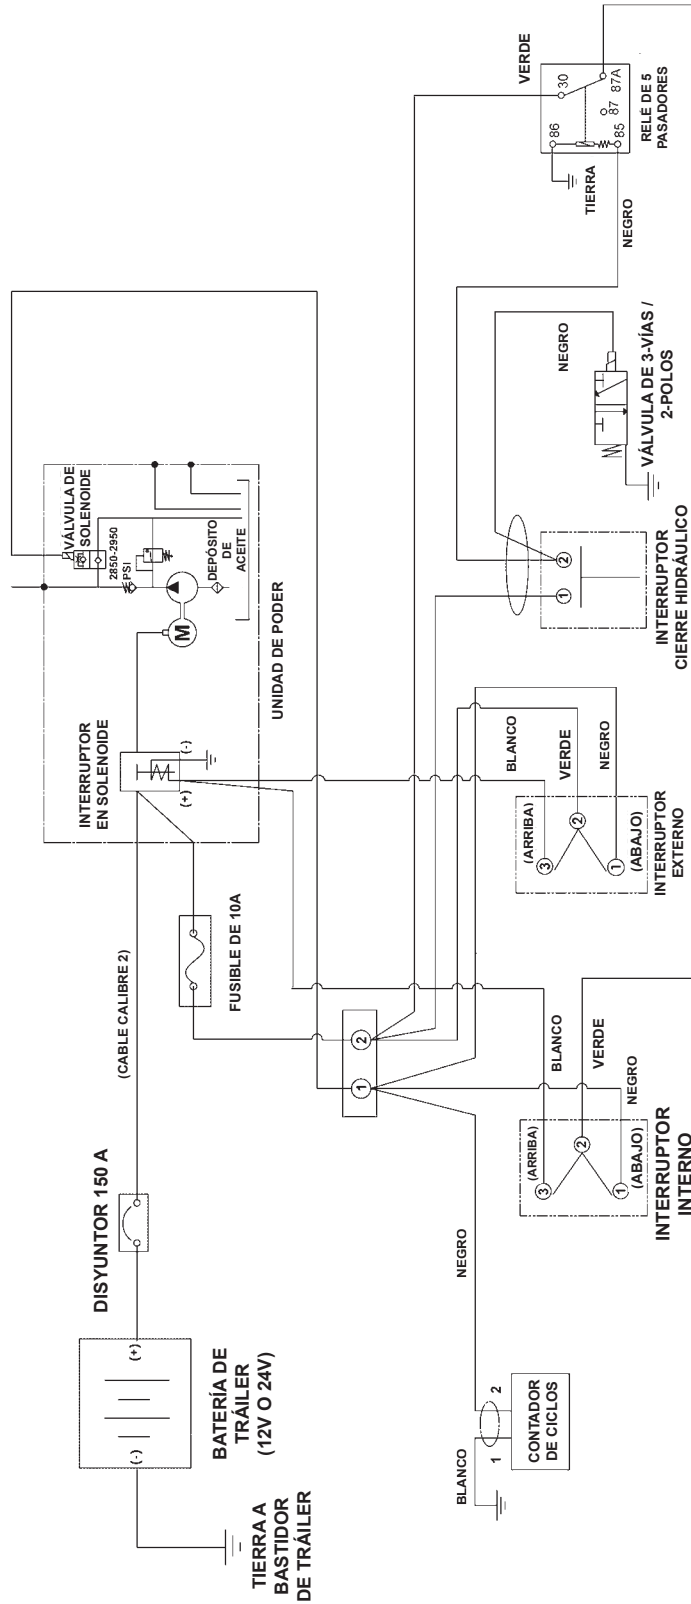 TIERRA A
BASTIDOR
DE TRÁILER
(-)
(+)
BATERÍA DE
TRÁILER
(12V O 24V)
DISYUNTOR 150 A
(CABLE CALIBRE 2)
FUSIBLE DE 10A
INTERRUPTOR
EN SOLENOIDE
(+)
(-)
UNIDAD DE PODER
M
DEPÓSITO
DE
ACEITE
2850-2950
PSI
VÁLVULA DE
SOLENOIDE
1
2
BLANCO
NEGRO
1
2
CONTADOR
DE CICLOS
BLANCO
VERDE
NEGRO
(ARRIBA)
3
2
1
(ABAJO)
INTERRUPTOR
INTERNO
BLANCO
VERDE
NEGRO
(ARRIBA)
3
2
1
(ABAJO)
INTERRUPTOR
EXTERNO
1
2
INTERRUPTOR
CIERRE HIDRÁULICO
NEGRO
VÁLVULA DE 3-VÍAS /
2-POLOS
NEGRO
TIERRA
VERDE
30
87A
87
86
85
RELÉ DE 5
PASADORES